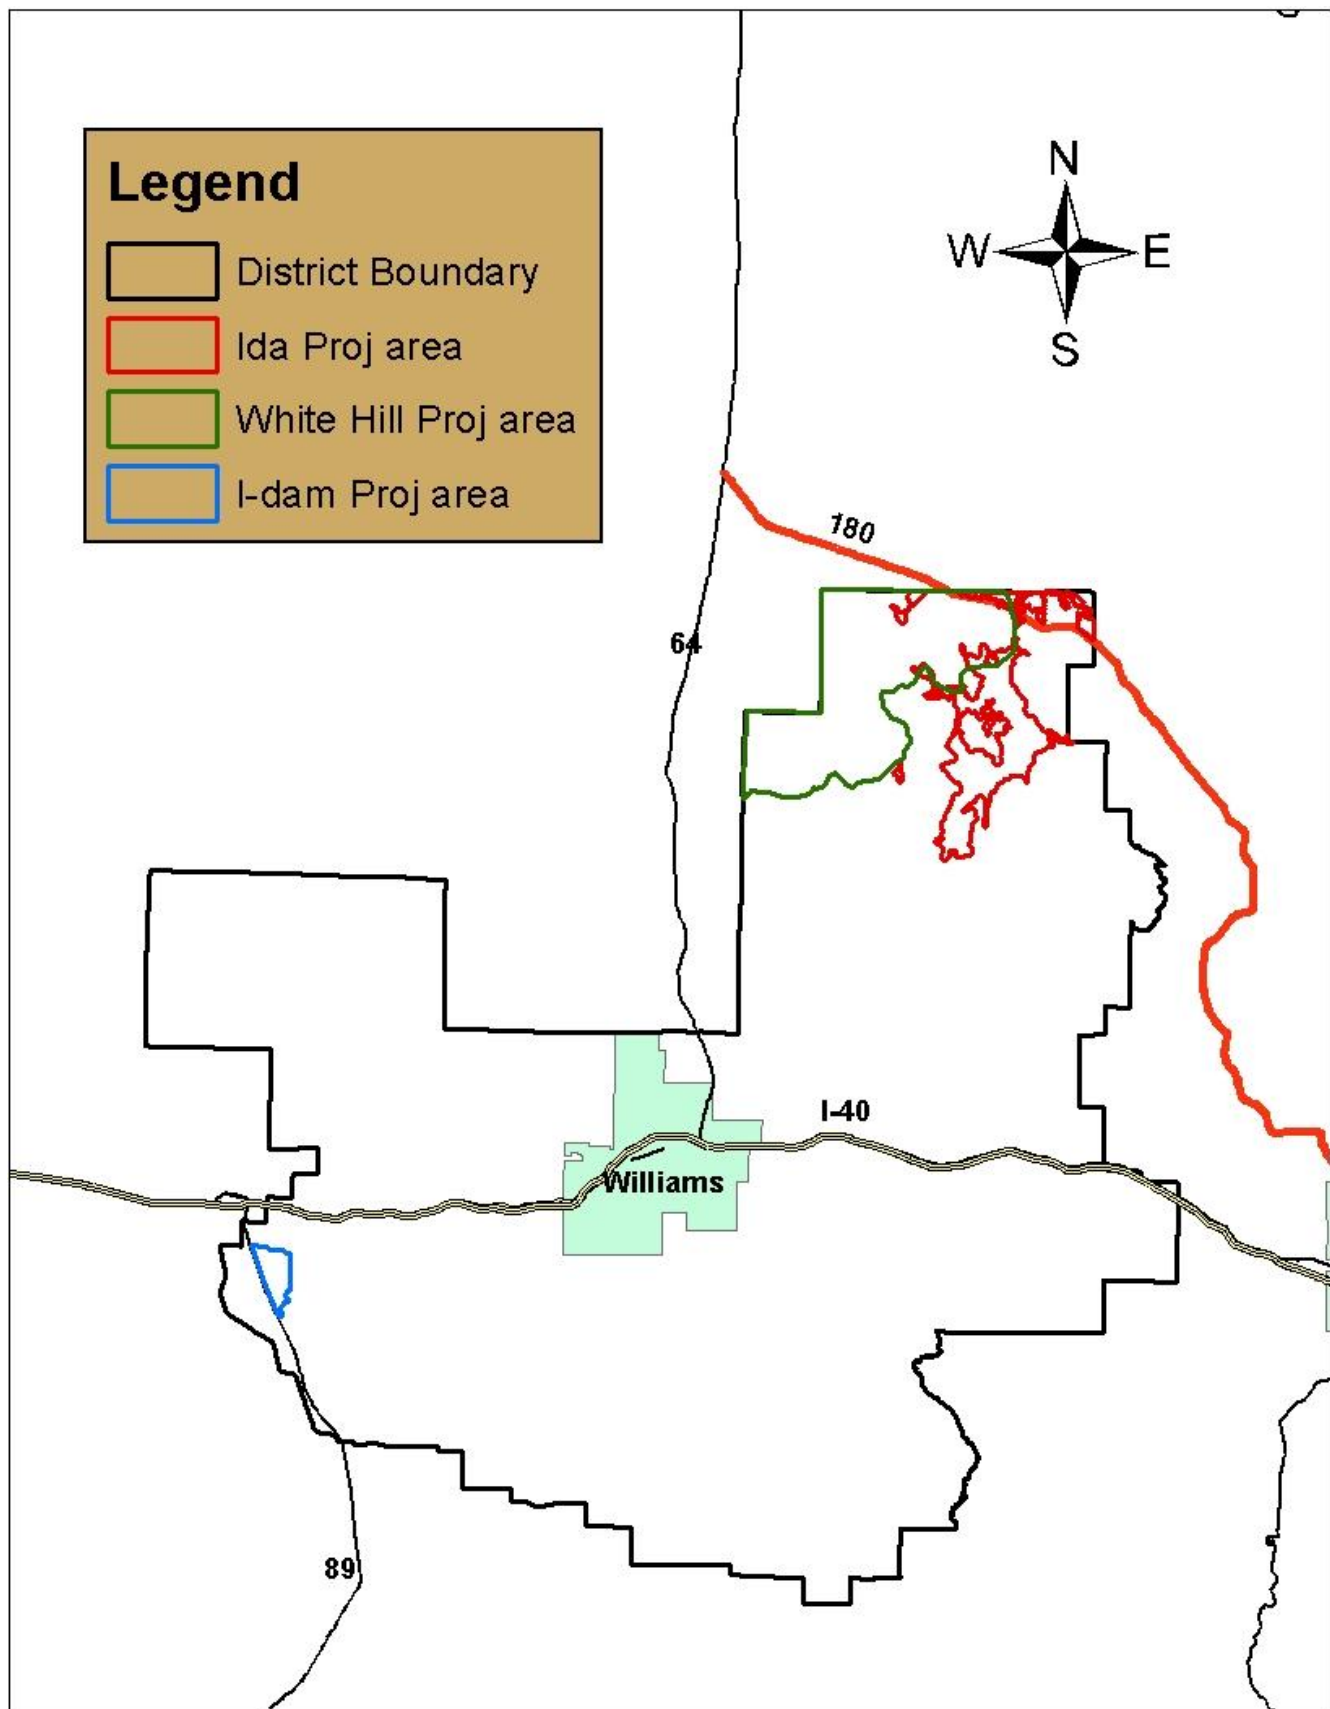 N
Legend
W E
District Boundary
S
Ida Proj area
White Hill Proj area
I-dam Proj area
180
64
I-40
Williams
89